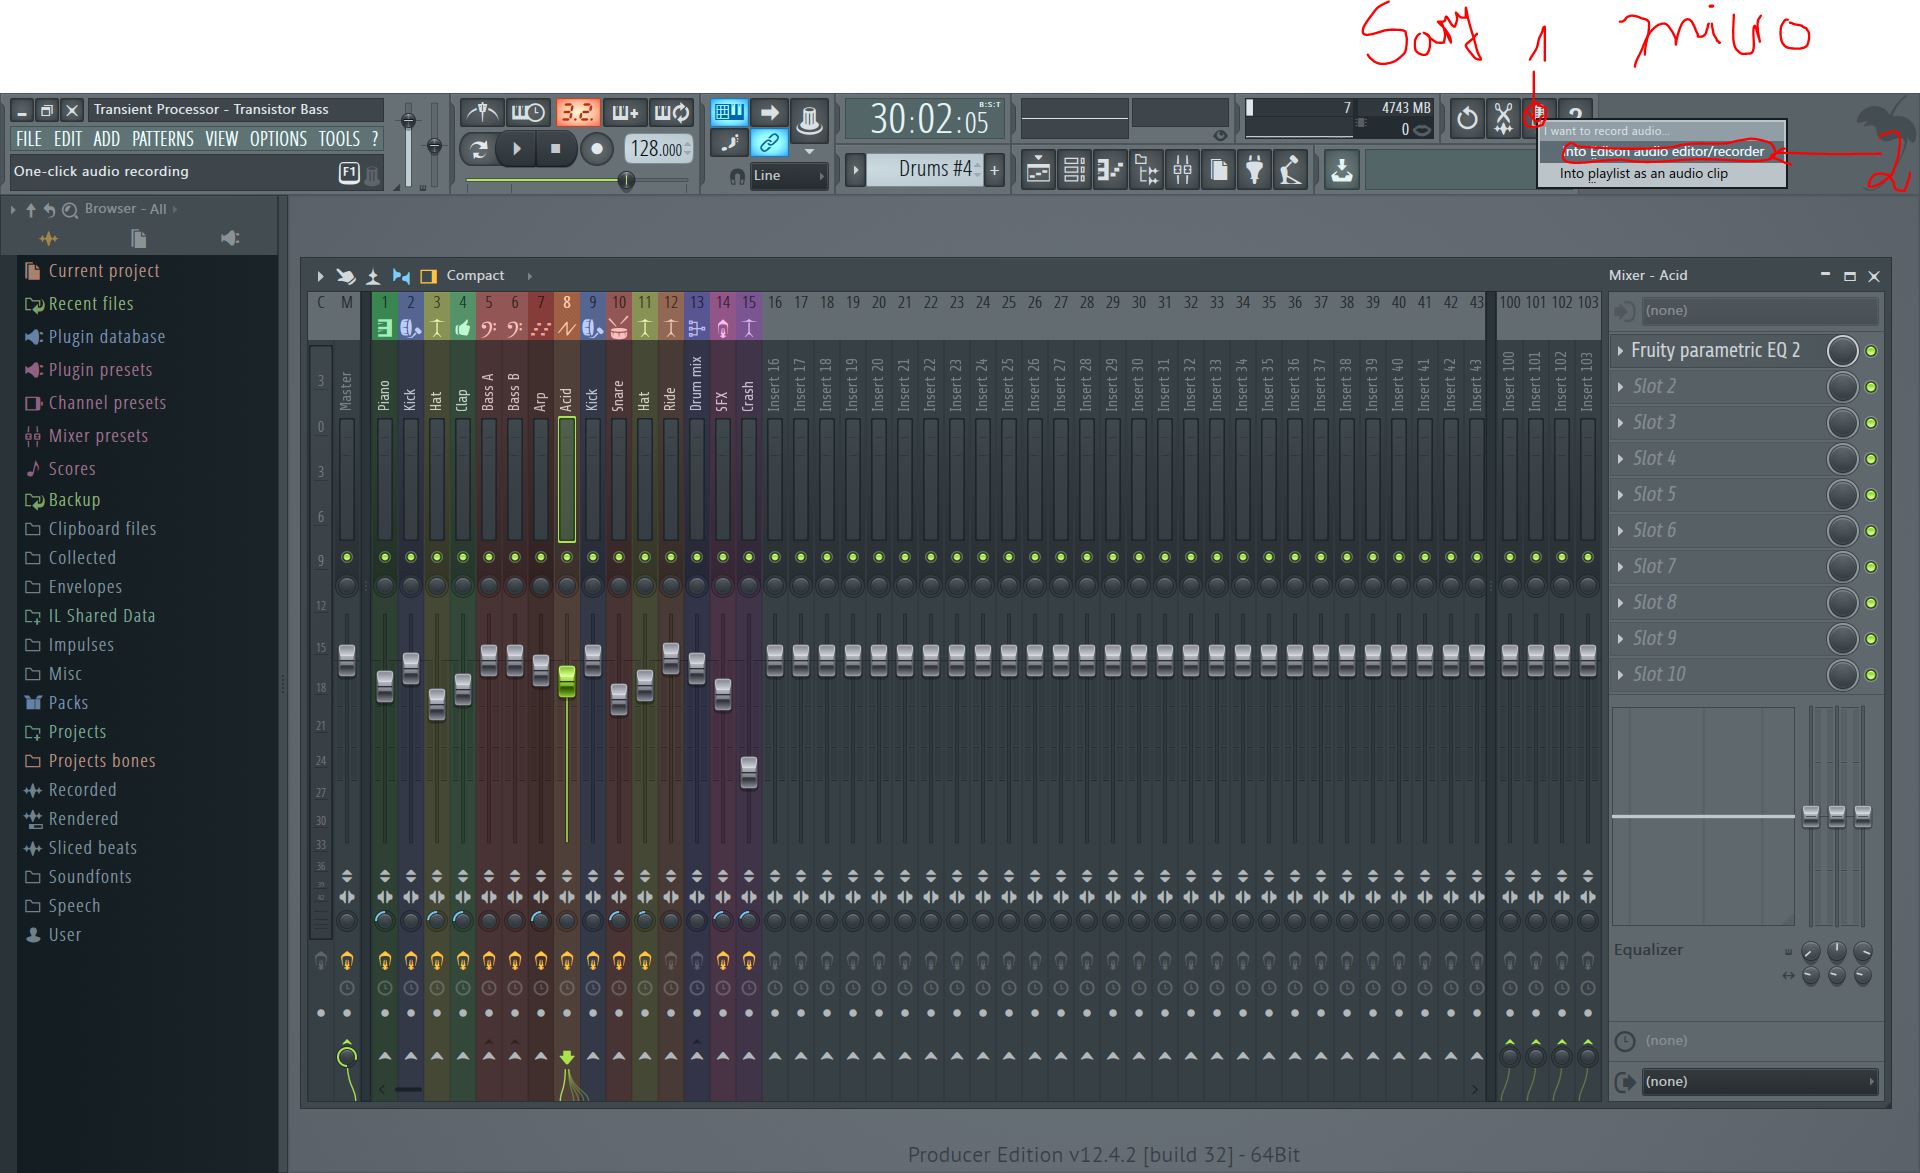 Say 1 micro
Transient Processor - Transistor Bass
FILE EDIT ADD PATTERNS VIEW OPTIONS TOOLS ?
One-click audio recording F1
3.2.
128.000
Line
30:02:05 B:S:T
Drums #4 +
7 4743 MB
0
?
I want to record audio...
Into Edison audio editor/recorder
Into playlist as an audio clip
2
Browser - All
Current project
Recent files
Plugin database
Plugin presets
Channel presets
Mixer presets
Scores
Backup
Clipboard files
Collected
Envelopes
IL Shared Data
Impulses
Misc
Packs
Projects
Projects bones
Recorded
Rendered
Sliced beats
Soundfonts
Speech
User
Compact
Mixer - Acid
C M 1 2 3 4 5 6 7 8 9 10 11 12 13 14 15 16 17 18 19 20 21 22 23 24 25 26 27 28 29 30 31 32 33 34 35 36 37 38 39 40 41 42 43 100 101 102 103
Master Piano Kick Hat Clap Bass A Bass B Arp Acid Kick Snare Hat Ride Drum mix SFX Crash Insert 16 Insert 17 Insert 18 Insert 19 Insert 20 Insert 21 Insert 22 Insert 23 Insert 24 Insert 25 Insert 26 Insert 27 Insert 28 Insert 29 Insert 30 Insert 31 Insert 32 Insert 33 Insert 34 Insert 35 Insert 36 Insert 37 Insert 38 Insert 39 Insert 40 Insert 41 Insert 42 Insert 43 Insert 100 Insert 101 Insert 102 Insert 103
3
0
3
6
9
12
15
18
21
24
27
30
33
36
39
42
(none)
Fruity parametric EQ 2
Slot 2
Slot 3
Slot 4
Slot 5
Slot 6
Slot 7
Slot 8
Slot 9
Slot 10
Equalizer
(none)
(none)
Producer Edition v12.4.2 [build 32] - 64Bit